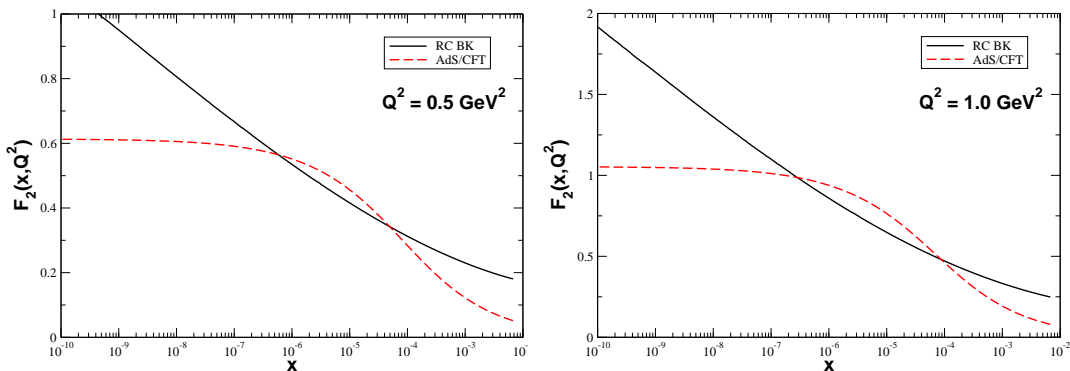 1
0.8
0.6
0.4
0.2
0
F₂(x,Q²)
10⁻¹⁰ 10⁻⁹ 10⁻⁸ 10⁻⁷ 10⁻⁶ 10⁻⁵ 10⁻⁴ 10⁻³ 10⁻
x
RC BK
AdS/CFT
Q² = 0.5 GeV²
2
1.5
1
0.5
0
F₂(x,Q²)
10⁻¹⁰ 10⁻⁹ 10⁻⁸ 10⁻⁷ 10⁻⁶ 10⁻⁵ 10⁻⁴ 10⁻³ 10⁻²
x
RC BK
AdS/CFT
Q² = 1.0 GeV²